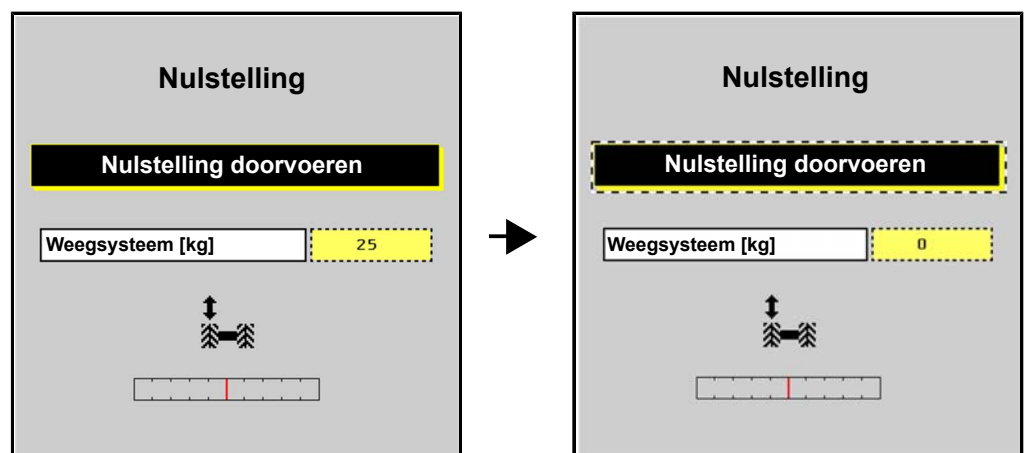 Nulstelling
Nulstelling doorvoeren
Weegsysteem [kg] 25
Nulstelling
Nulstelling doorvoeren
Weegsysteem [kg] 0